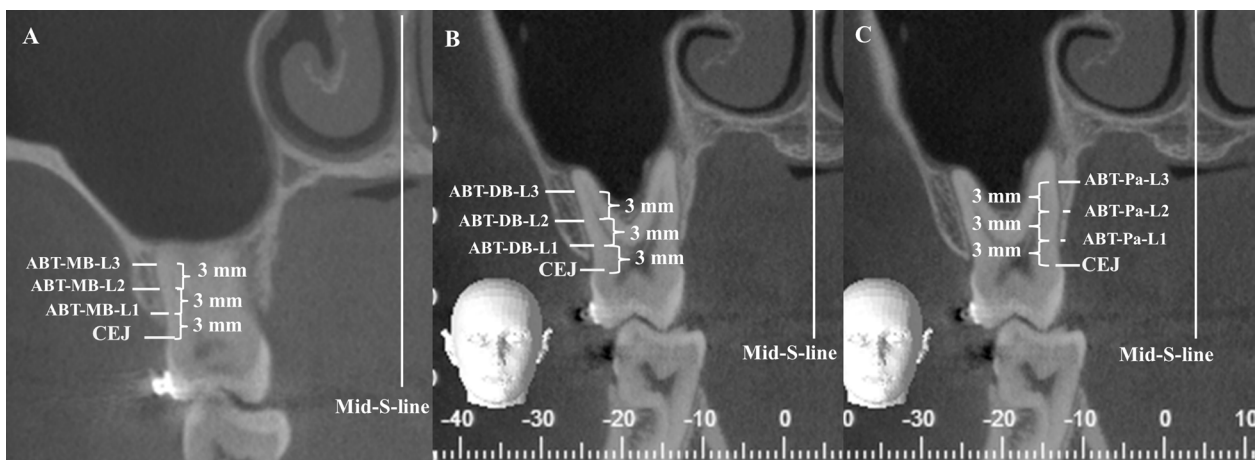 A
ABT-MB-L3
3 mm
ABT-MB-L2
3 mm
ABT-MB-L1
3 mm
CEJ
Mid-S-line
B
ABT-DB-L3
3 mm
ABT-DB-L2
3 mm
ABT-DB-L1
3 mm
CEJ
Mid-S-line
-40 -30 -20 -10 0
C
ABT-Pa-L3
3 mm
ABT-Pa-L2
3 mm
ABT-Pa-L1
3 mm
CEJ
Mid-S-line
0 -30 -20 -10 0 10